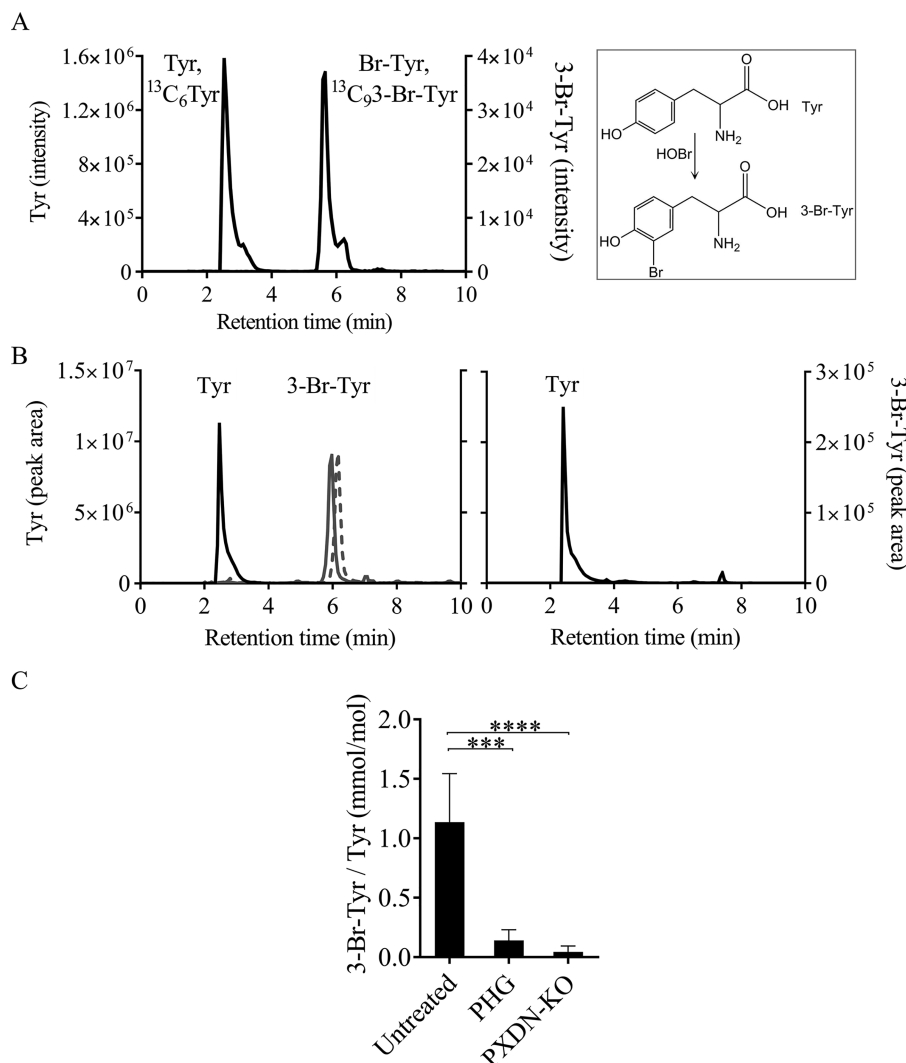 A
Tyr,
¹³C₆Tyr
Br-Tyr,
¹³C₉3-Br-Tyr
1.6×10⁶
1.2×10⁶
8×10⁵
4×10⁵
0
Tyr (intensity)
4×10⁴
3×10⁴
2×10⁴
1×10⁴
0
3-Br-Tyr (intensity)
0 2 4 6 8 10
Retention time (min)
O
OH
Tyr
HO
NH₂
HOBr
O
OH
3-Br-Tyr
HO
NH₂
Br
B
1.5×10⁷
1×10⁷
5×10⁶
0
Tyr (peak area)
Tyr
3-Br-Tyr
0 2 4 6 8 10
Retention time (min)
Tyr
3×10⁵
2×10⁵
1×10⁵
0
3-Br-Tyr (peak area)
0 2 4 6 8 10
Retention time (min)
C
2.0
1.5
1.0
0.5
0.0
3-Br-Tyr / Tyr (mmol/mol)
****
***
Untreated
PHG
PXDN-KO